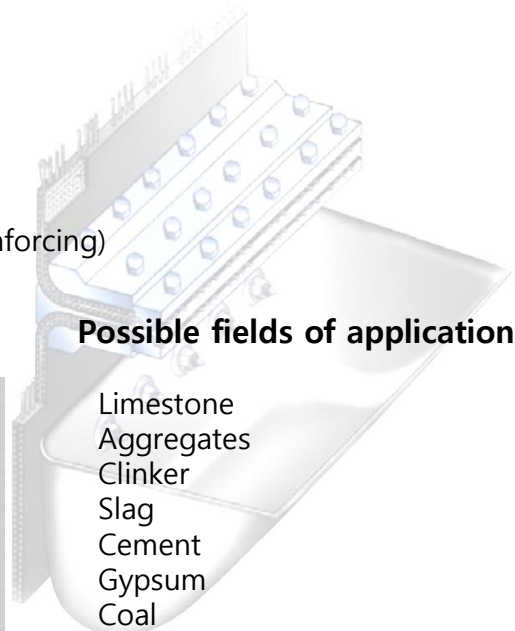 nforcing)
Possible fields of application
Limestone
Aggregates
Clinker
Slag
Cement
Gypsum
Coal